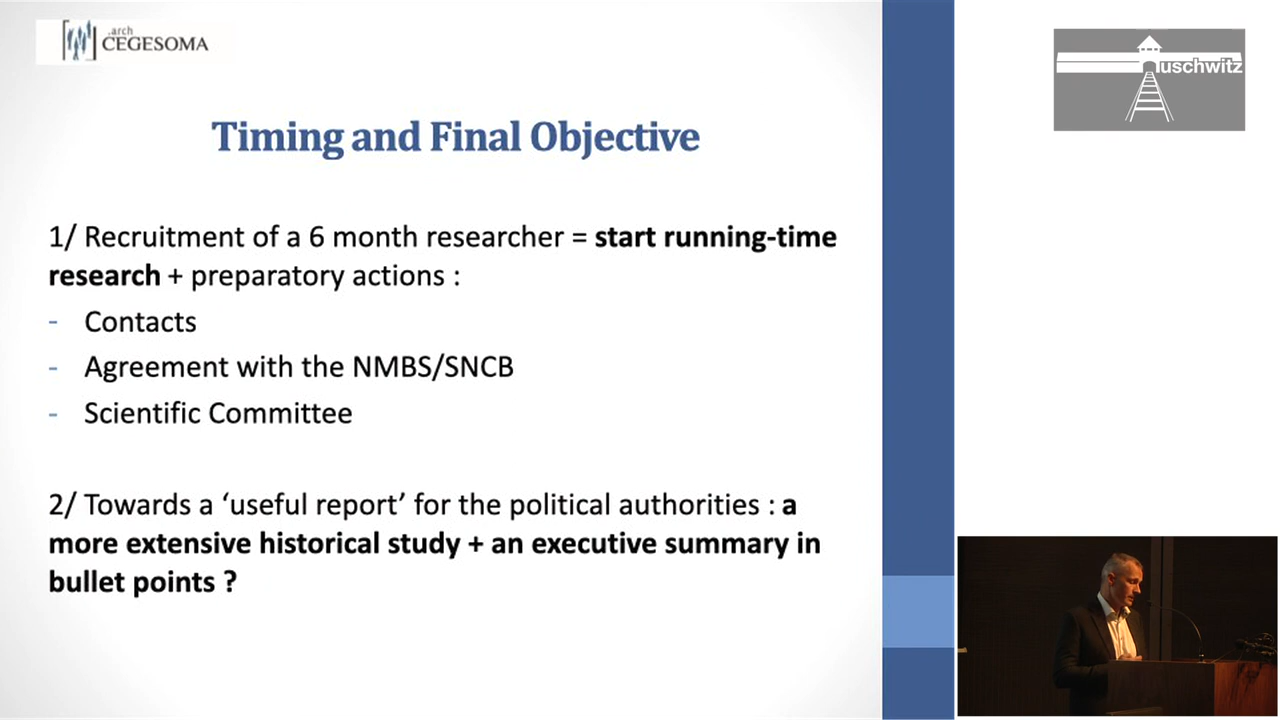 .arch
CEGESOMA
uschwitz
Timing and Final Objective
1/ Recruitment of a 6 month researcher = start running-time
research + preparatory actions :
- Contacts
- Agreement with the NMBS/SNCB
- Scientific Committee
2/ Towards a ‘useful report’ for the political authorities : a
more extensive historical study + an executive summary in
bullet points ?